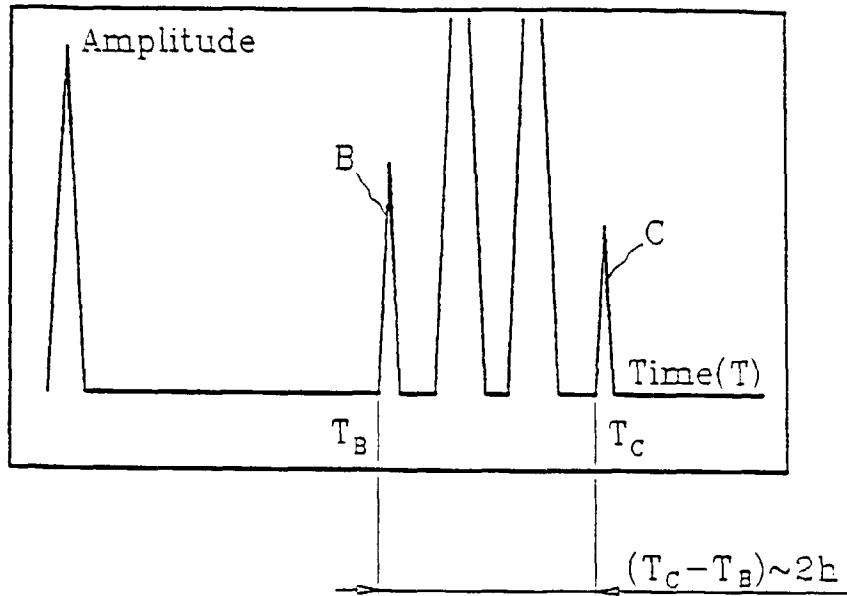 Amplitude
B
C
Time(T)
T_B
T_C
(T_C-T_B)~2h